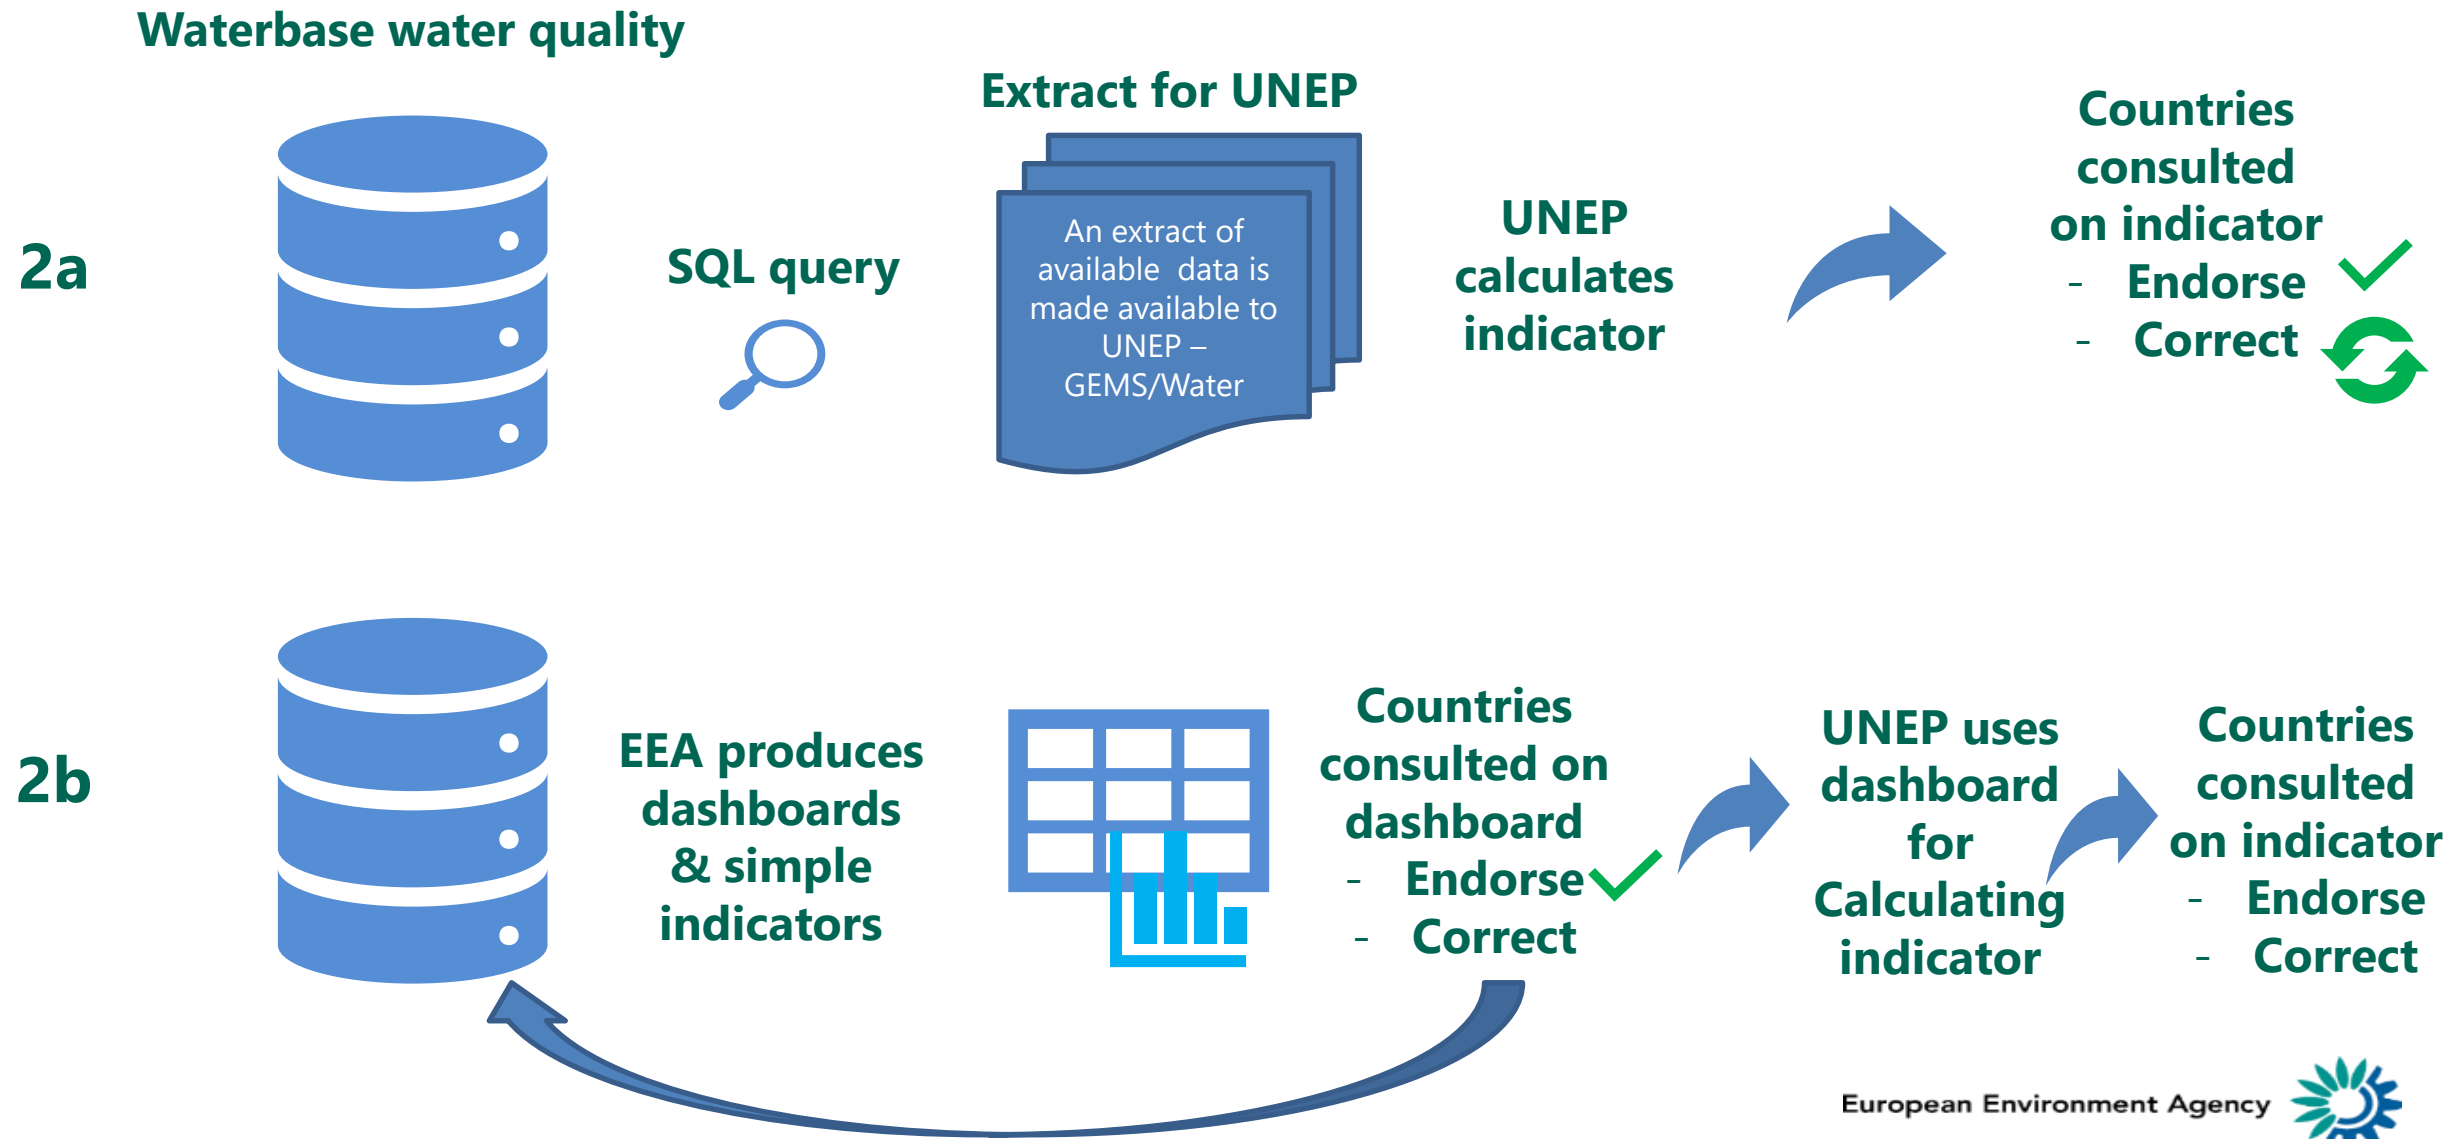 Waterbase water quality
2a
SQL query
Extract for UNEP
An extract of
available  data is
made available to
UNEP –
GEMS/Water
UNEP
calculates
indicator
Countries
consulted
on indicator
- Endorse
- Correct
2b
EEA produces
dashboards
& simple
indicators
Countries
consulted on
dashboard
- Endorse
- Correct
UNEP uses
dashboard
for
Calculating
indicator
Countries
consulted
on indicator
- Endorse
- Correct
European Environment Agency